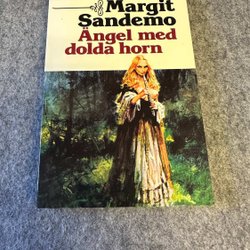 Margit
Sandemo
Ängel med
dolda horn